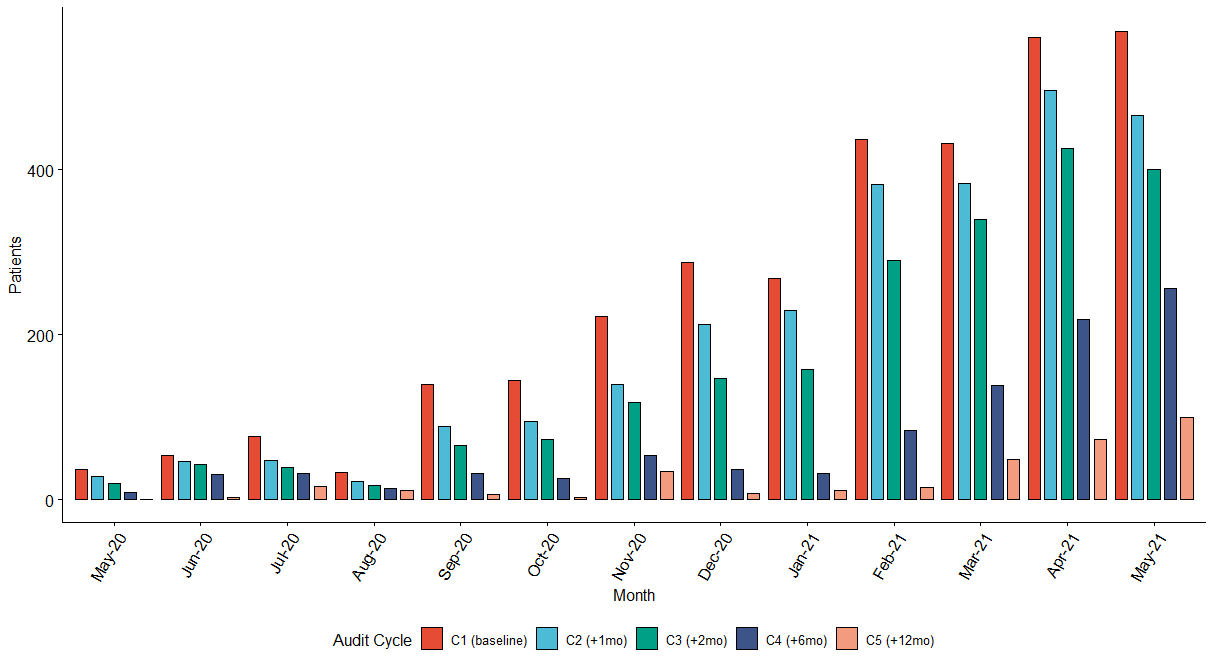 Patients
400
200
0
May-20 Jun-20 Jul-20 Aug-20 Sep-20 Oct-20 Nov-20 Dec-20 Jan-21 Feb-21 Mar-21 Apr-21 May-21
Month
Audit Cycle C1 (baseline) C2 (+1mo) C3 (+2mo) C4 (+6mo) C5 (+12mo)